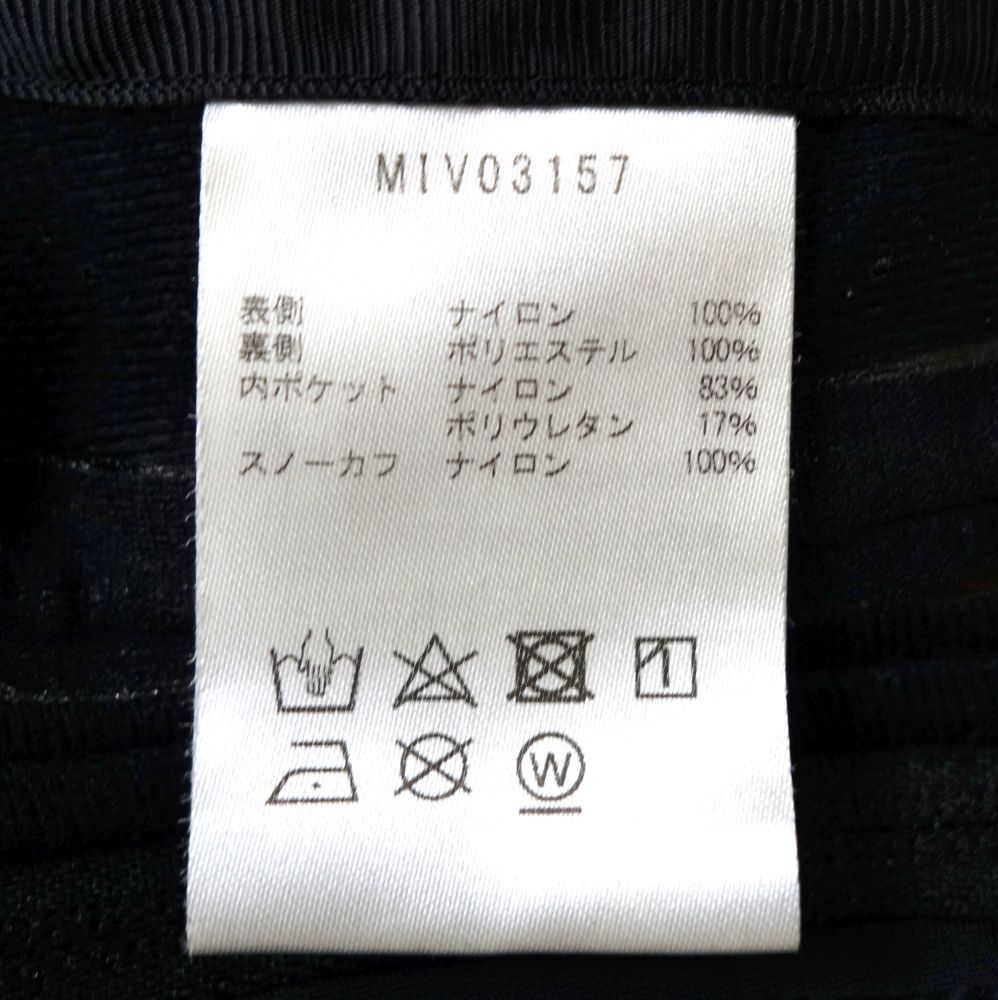 MIV03157
表側 ナイロン 100%
裏側 ポリエステル 100%
内ポケット ナイロン 83%
ポリウレタン 17%
スノーカフ ナイロン 100%
W